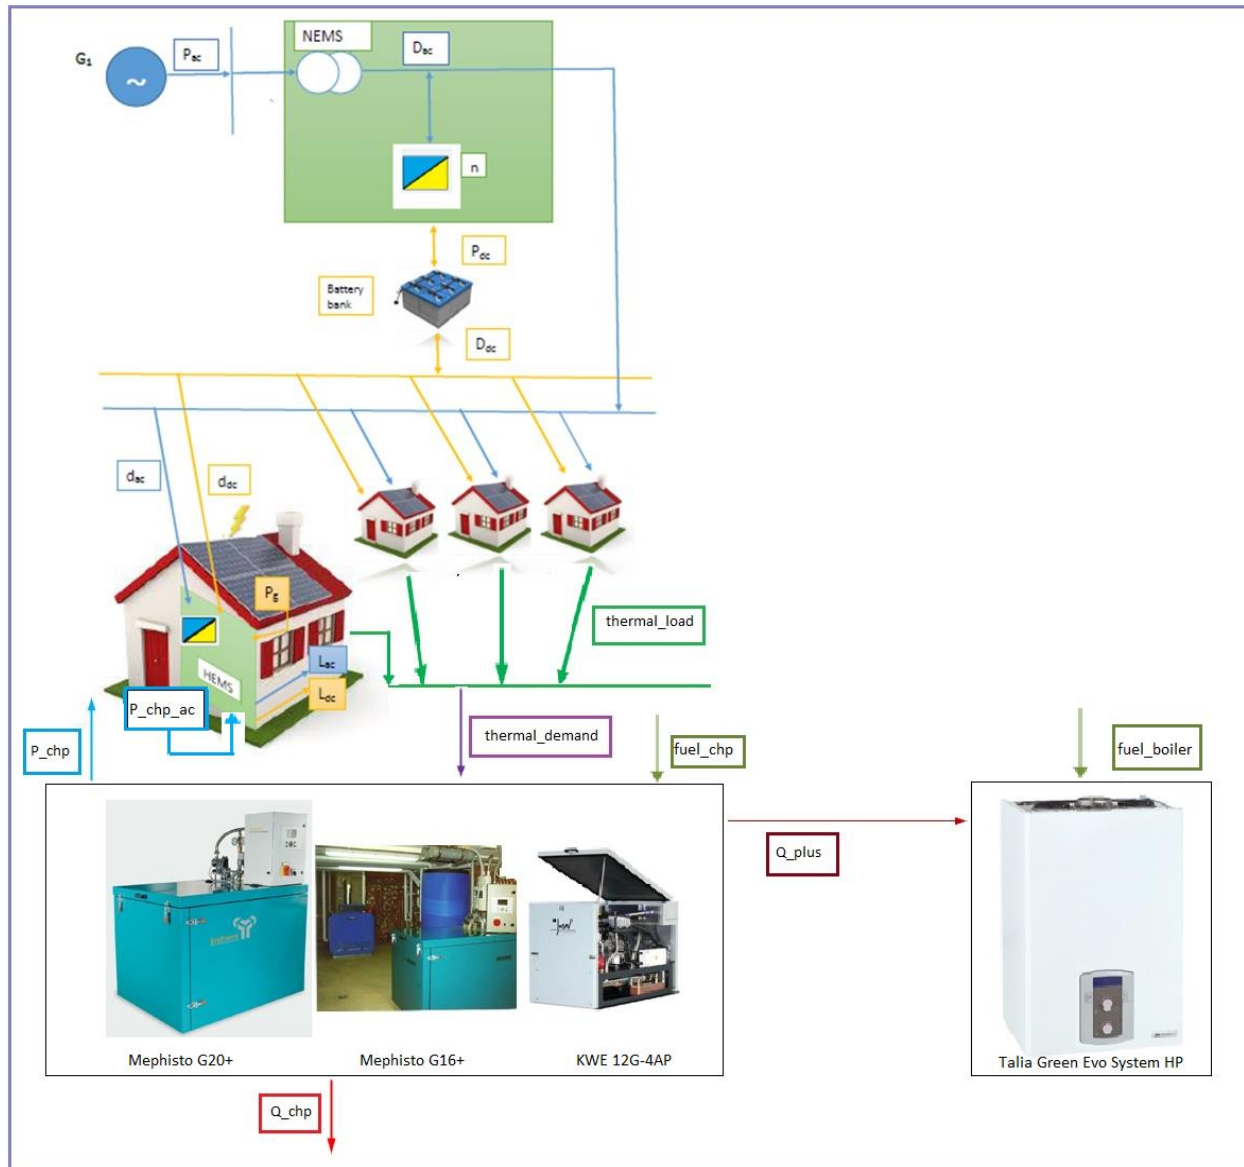 NEMS
G₁
Pₐc
Dₐc
~
n
Pdc
Battery
bank
Ddc
dₐc
ddc
Pg
thermal_load
Lₐc
HEMS
Ldc
P_chp_ac
P_chp
thermal_demand
fuel_chp
fuel_boiler
Q_plus
Mephisto G20+
Mephisto G16+
KWE 12G-4AP
Talia Green Evo System HP
Q_chp